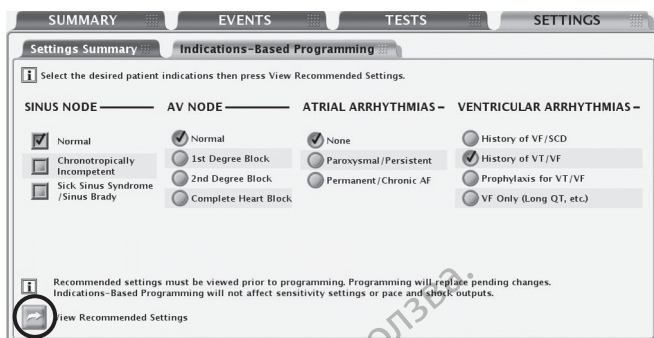 SUMMARY EVENTS TESTS SETTINGS
Settings Summary Indications-Based Programming
Select the desired patient indications then press View Recommended Settings.
SINUS NODE AV NODE ATRIAL ARRHYTHMIAS VENTRICULAR ARRHYTHMIAS
Normal Normal None History of VF/SCD
Chronotropically Incompetent 1st Degree Block Paroxysmal/Persistent History of VT/VF
Sick Sinus Syndrome /Sinus Brady 2nd Degree Block Permanent/Chronic AF Prophylaxis for VT/VF
Complete Heart Block VF Only (Long QT, etc.)
Recommended settings must be viewed prior to programming. Programming will replace pending changes.
Indications-Based Programming will not affect sensitivity settings or pace and shock outputs.
View Recommended Settings